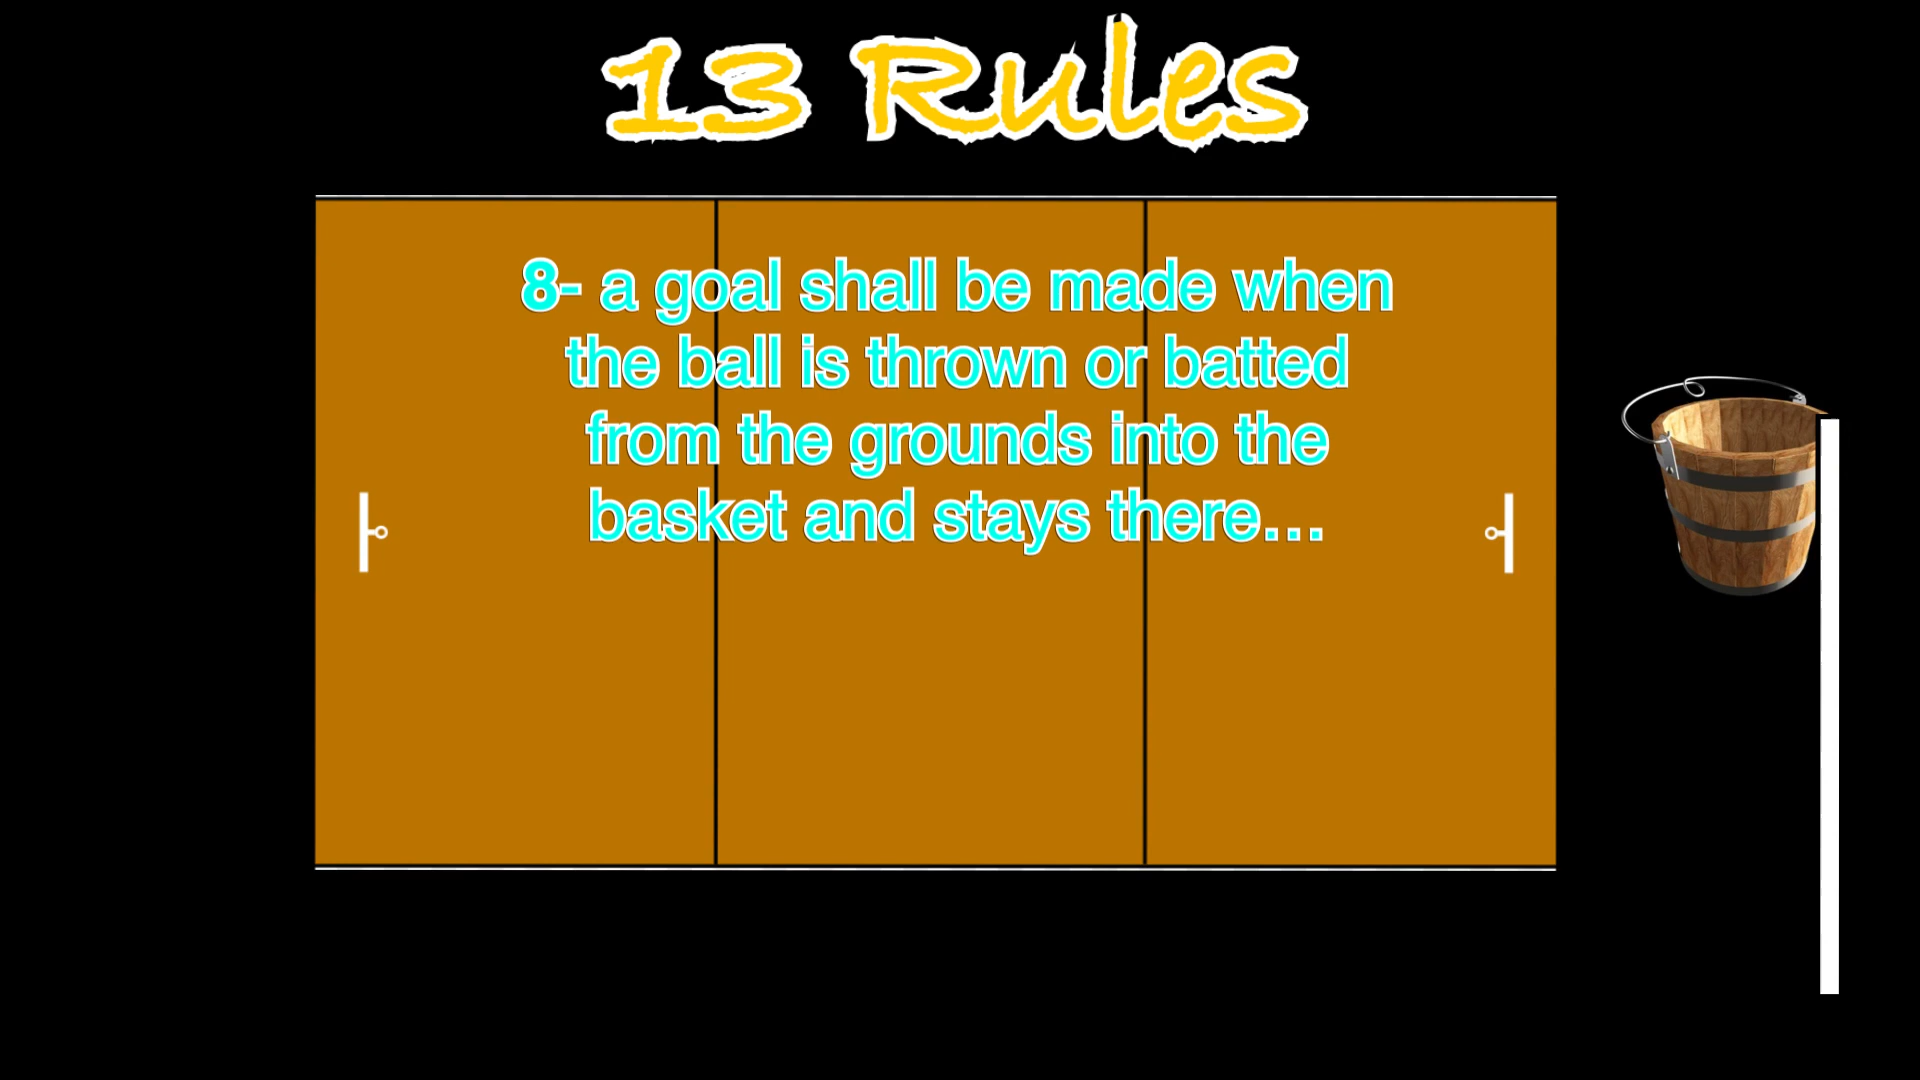 13 Rules
8- a goal shall be made when
the ball is thrown or batted
from the grounds into the
basket and stays there...